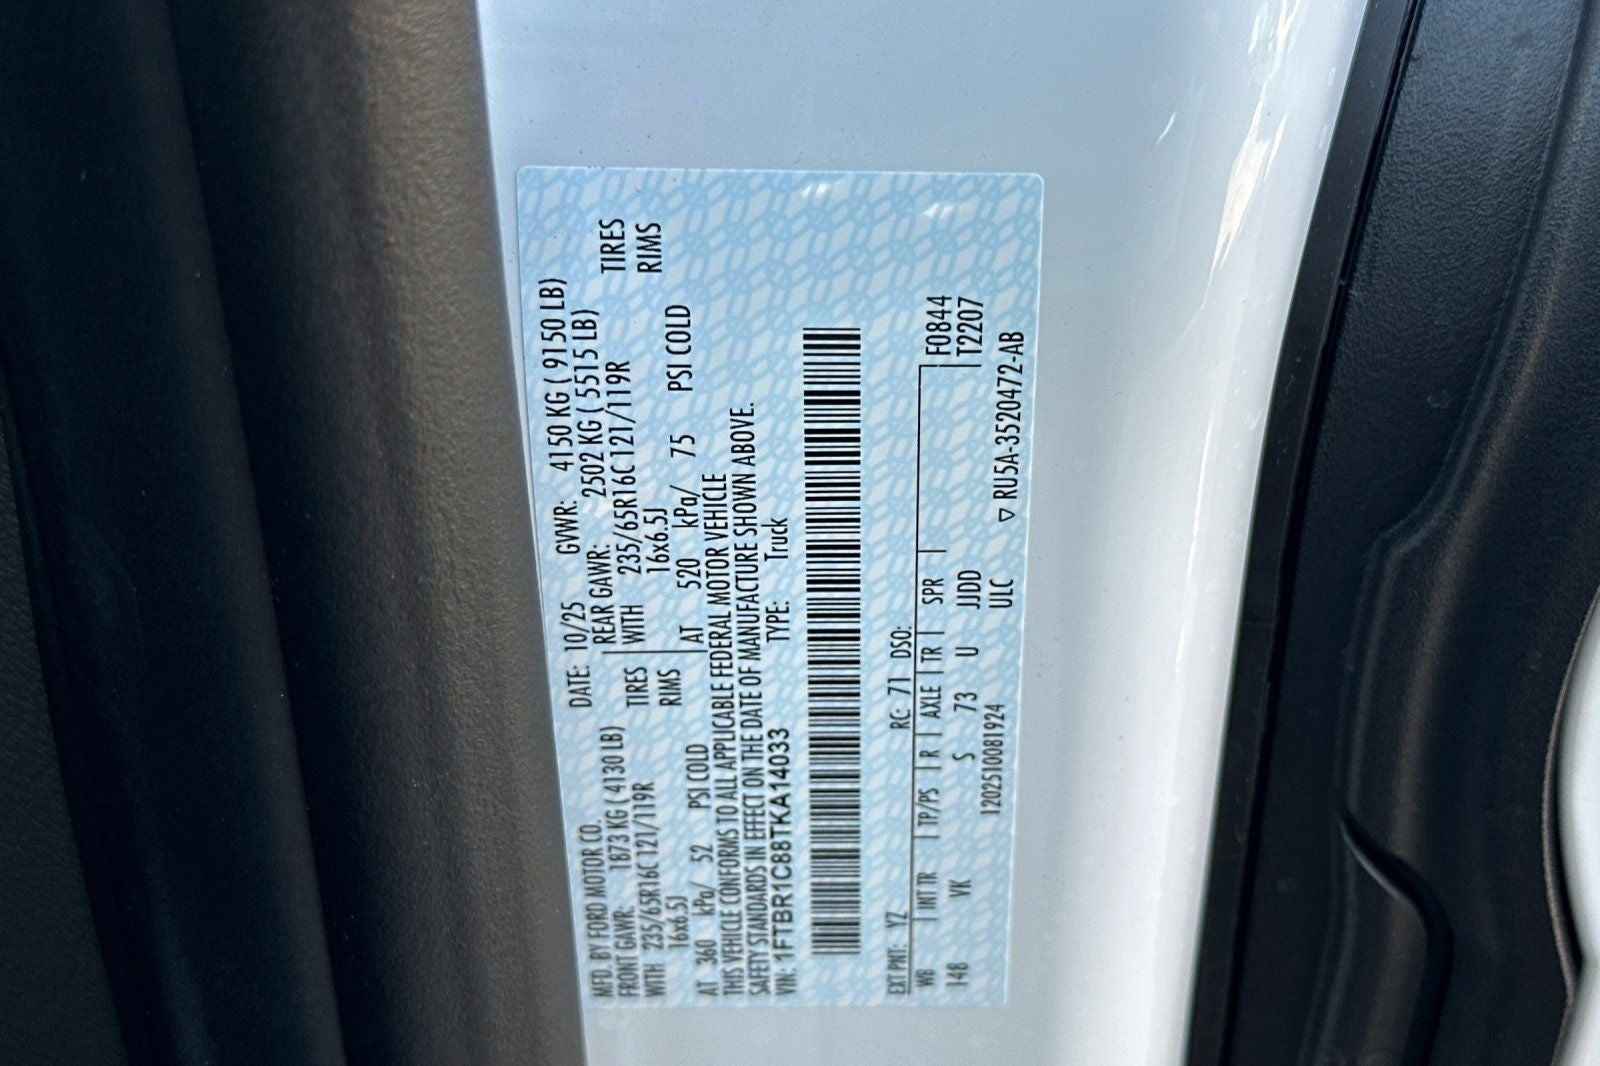 MFD. BY FORD MOTOR CO. DATE: 10/25 GVWR: 4150 KG ( 9150 LB)
FRONT GAWR: 1873 KG ( 4130 LB) REAR GAWR: 2502 KG ( 5515 LB)
WITH 235/65R16C 121/119R TIRES WITH 235/65R16C 121/119R TIRES
16x6.5J RIMS 16x6.5J RIMS
AT 360 kPa/ 52 PSI COLD AT 520 kPa/ 75 PSI COLD
THIS VEHICLE CONFORMS TO ALL APPLICABLE FEDERAL MOTOR VEHICLE
SAFETY STANDARDS IN EFFECT ON THE DATE OF MANUFACTURE SHOWN ABOVE.
VIN: 1FTBR1C88TKA14033 TYPE: Truck
EXT PNT: YZ RC: 71 DSO: F0844
WB INT TR TP/PS R AXLE TR SPR T2207
148 VK S 73 U JJDD
1202510081924 ULC ▽ RU5A-3520472-AB